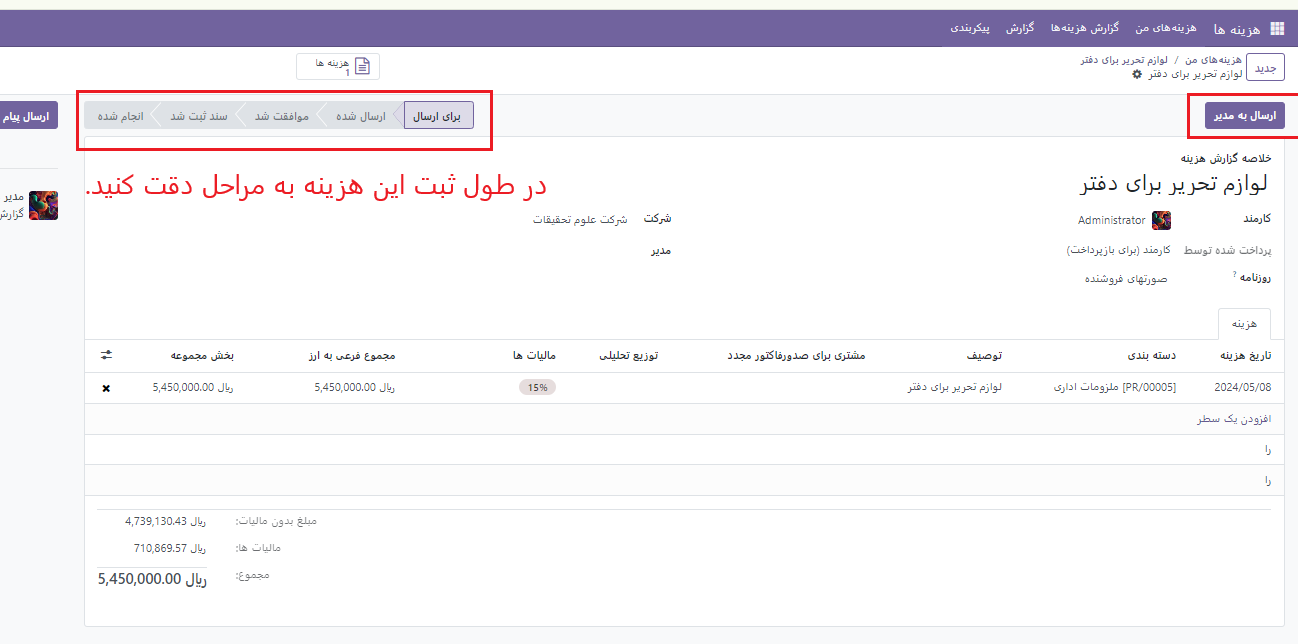 هزینه ها هزینه‌های من گزارش هزینه‌ها گزارش پیکربندی
جدید
هزینه‌های من / لوازم تحریر برای دفتر
لوازم تحریر برای دفتر
هزینه ها
1
ارسال به مدیر
برای ارسال ارسال شده موافقت شد سند ثبت شد انجام شده
ارسال پیام
خلاصه گزارش هزینه
لوازم تحریر برای دفتر
در طول ثبت این هزینه به مراحل دقت کنید.
کارمند Administrator
شرکت شرکت علوم تحقیقات
پرداخت شده توسط کارمند (برای بازپرداخت)
مدیر
روزنامه ? صورتهای فروشنده
مدیر
گزارش
هزینه
تاریخ هزینه دسته بندی توصیف مشتری برای صدورفاکتور مجدد توزیع تحلیلی مالیات ها مجموع فرعی به ارز بخش مجموعه
2024/05/08 [PR/00005] ملزومات اداری لوازم تحریر برای دفتر 15% ریال 5,450,000.00 ریال 5,450,000.00
افزودن یک سطر
را
را
مبلغ بدون مالیات: ریال 4,739,130.43
مالیات ها: ریال 710,869.57
مجموع: ریال 5,450,000.00